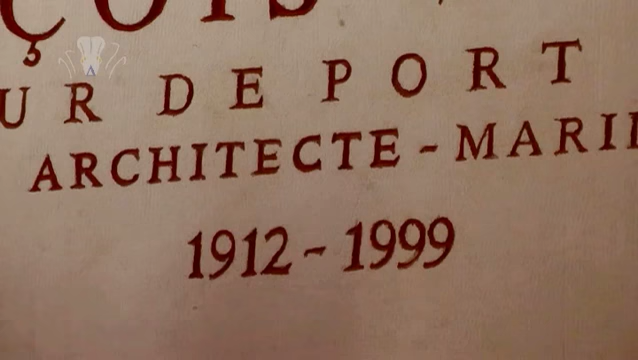 ÇOIS
UR DE PORT
ARCHITECTE - MARI
1912 - 1999